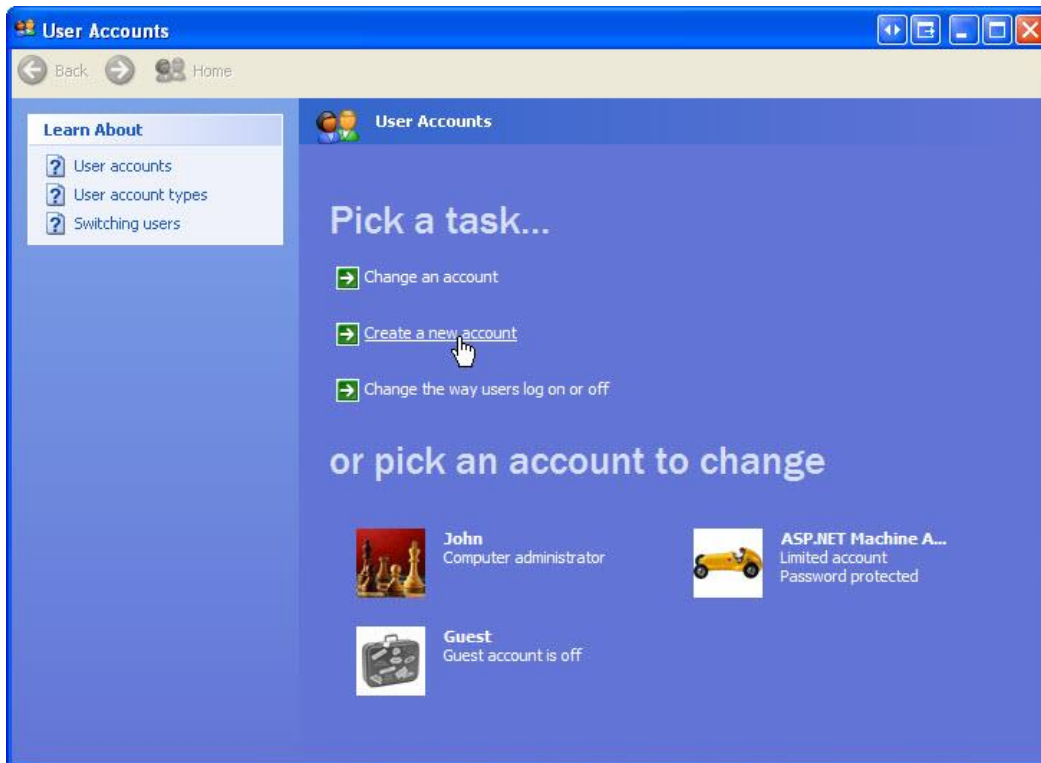 User Accounts
Back
Home
Learn About
User accounts
User account types
Switching users
User Accounts
Pick a task...
Change an account
Create a new account
Change the way users log on or off
or pick an account to change
John
Computer administrator
ASP.NET Machine A...
Limited account
Password protected
Guest
Guest account is off